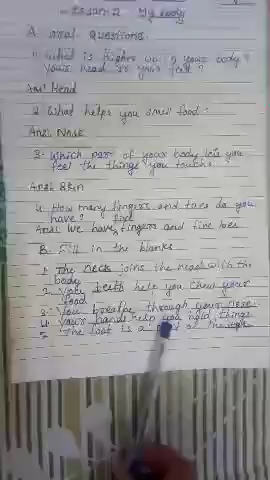 Lesson-2 My body
A. oral Questions.
1. What is higher on your body?
your head or your feet?
Ans: Head
2. What helps you smell food?
Ans: Nose
3. Which part of your body lets you
feel the things you touch?
Ans: Skin
4. How many fingers and toes do you
have?
Ans: We have fingers and five toes
B. Fill in the blanks
1. The neck joins the head with the
body
2. Your teeth help you chew your
food
3. You breathe through your nose.
4. Your hands help you hold things
5. The foot is a part of the